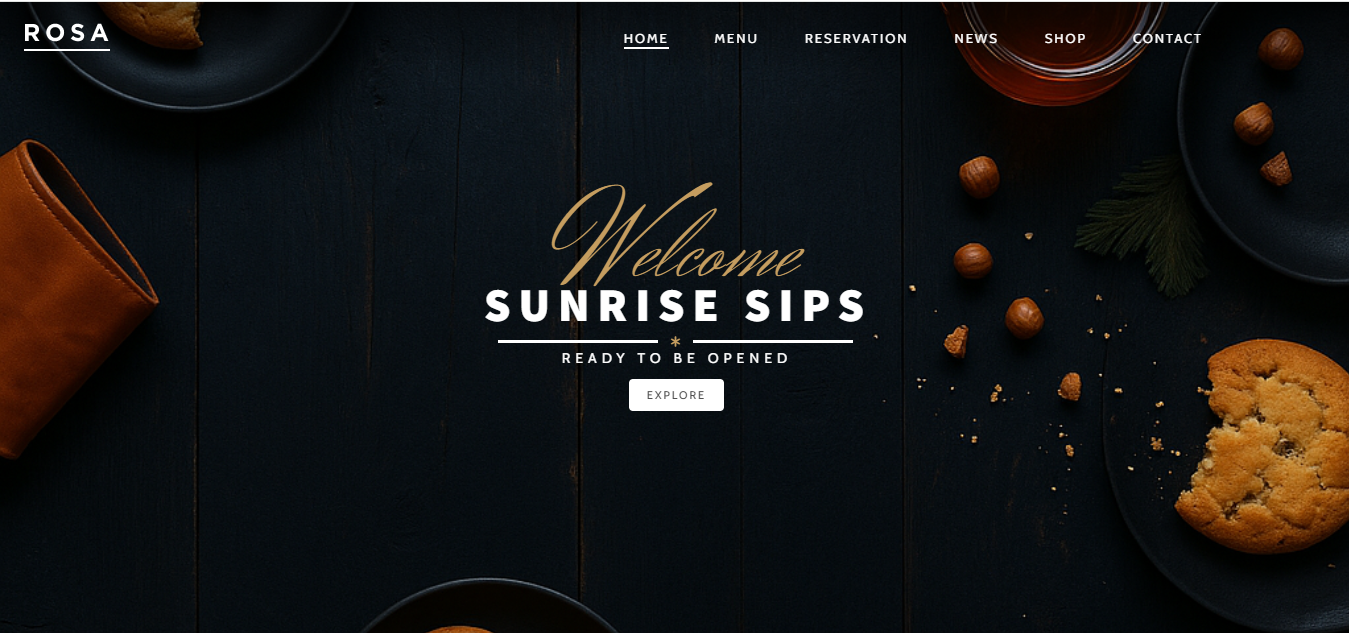 ROSA
HOME MENU RESERVATION NEWS SHOP CONTACT
Welcome
SUNRISE SIPS
READY TO BE OPENED
EXPLORE